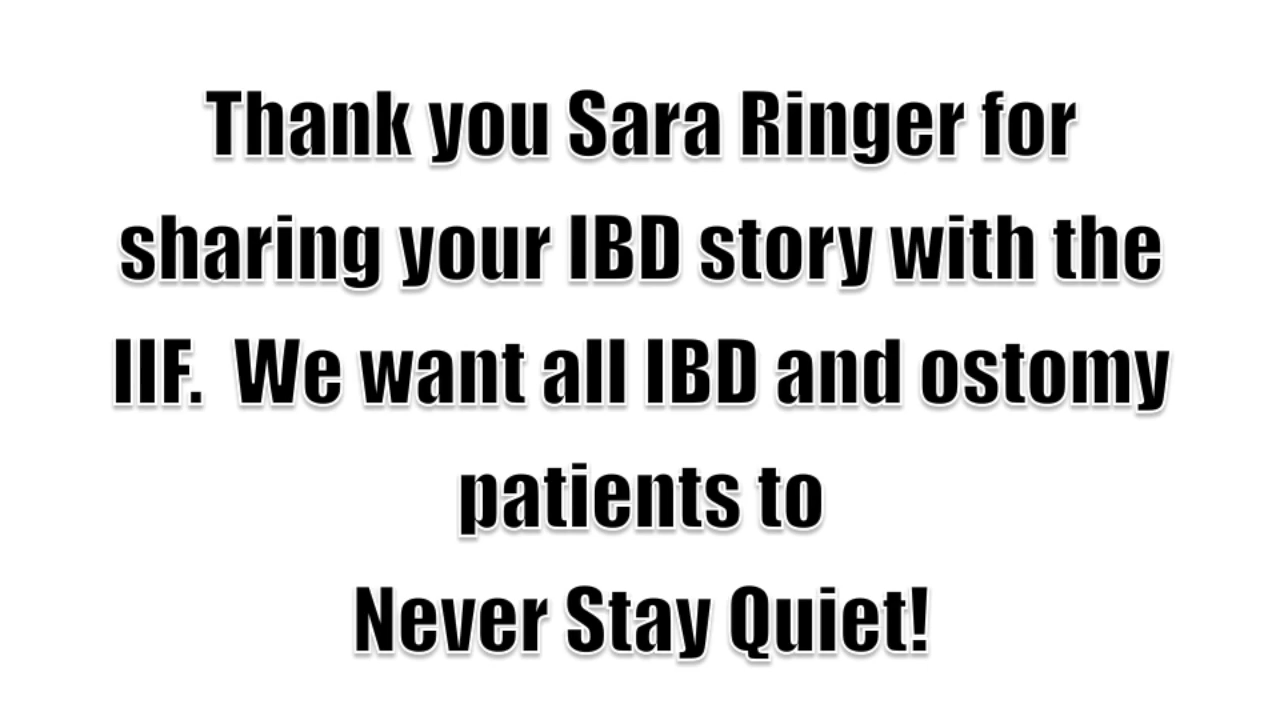 Thank you Sara Ringer for
sharing your IBD story with the
IIF.  We want all IBD and ostomy
patients to
Never Stay Quiet!